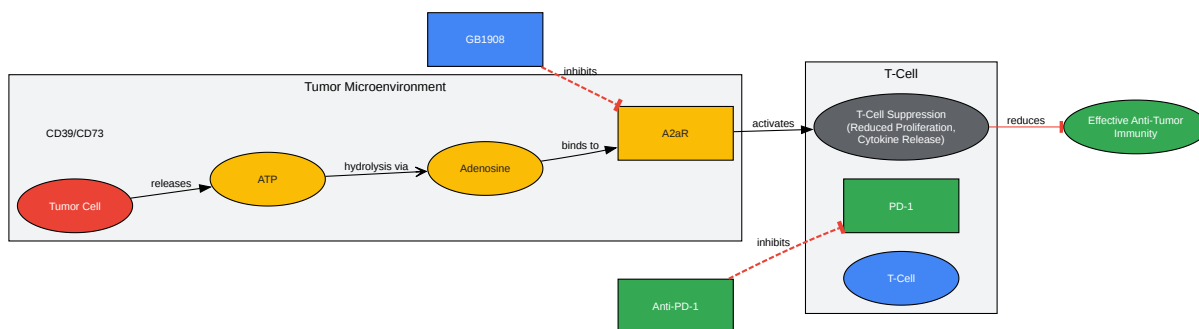 GB1908
inhibits
Tumor Microenvironment
T-Cell
CD39/CD73
Tumor Cell
releases
ATP
hydrolysis via
Adenosine
binds to
A2aR
activates
T-Cell Suppression
(Reduced Proliferation,
Cytokine Release)
reduces
Effective Anti-Tumor
Immunity
PD-1
inhibits
T-Cell
Anti-PD-1